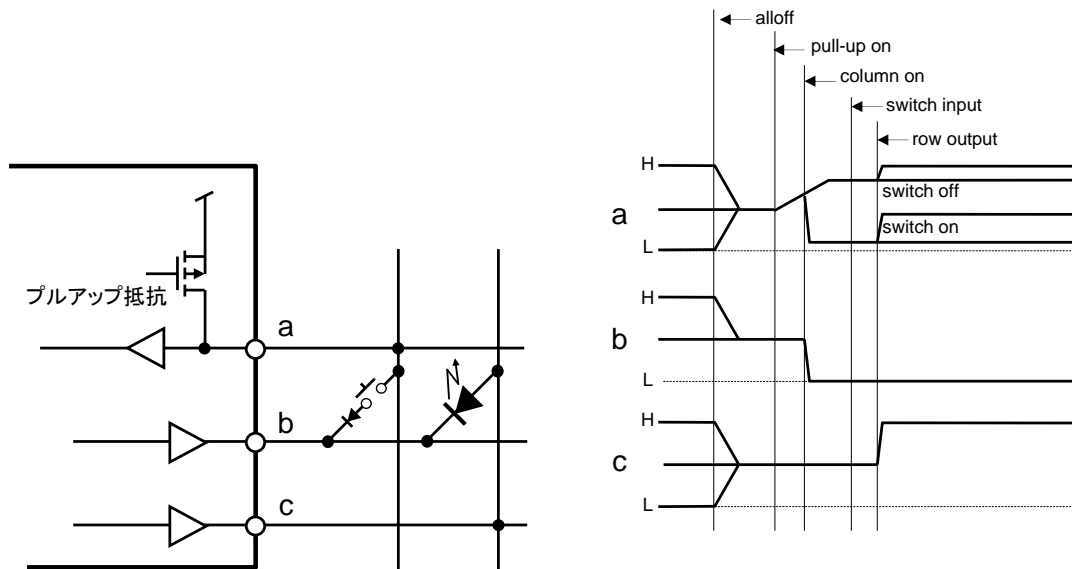 プルアップ抵抗
a
b
c
alloff
pull-up on
column on
switch input
row output
H
a
switch off
switch on
L
H
b
L
H
c
L